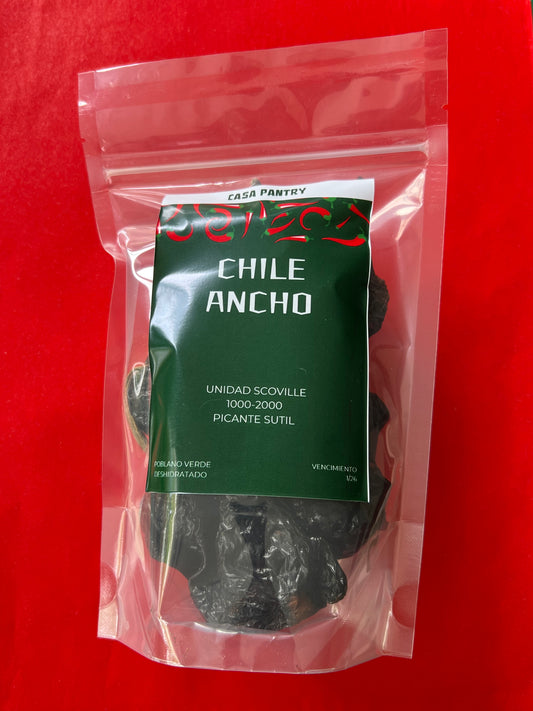 CASA PANTRY
CHILE
ANCHO
UNIDAD SCOVILLE
1000-2000
PICANTE SUTIL
POBLANO VERDE
DESHIDRATADO
VENCIMIENTO
1/26